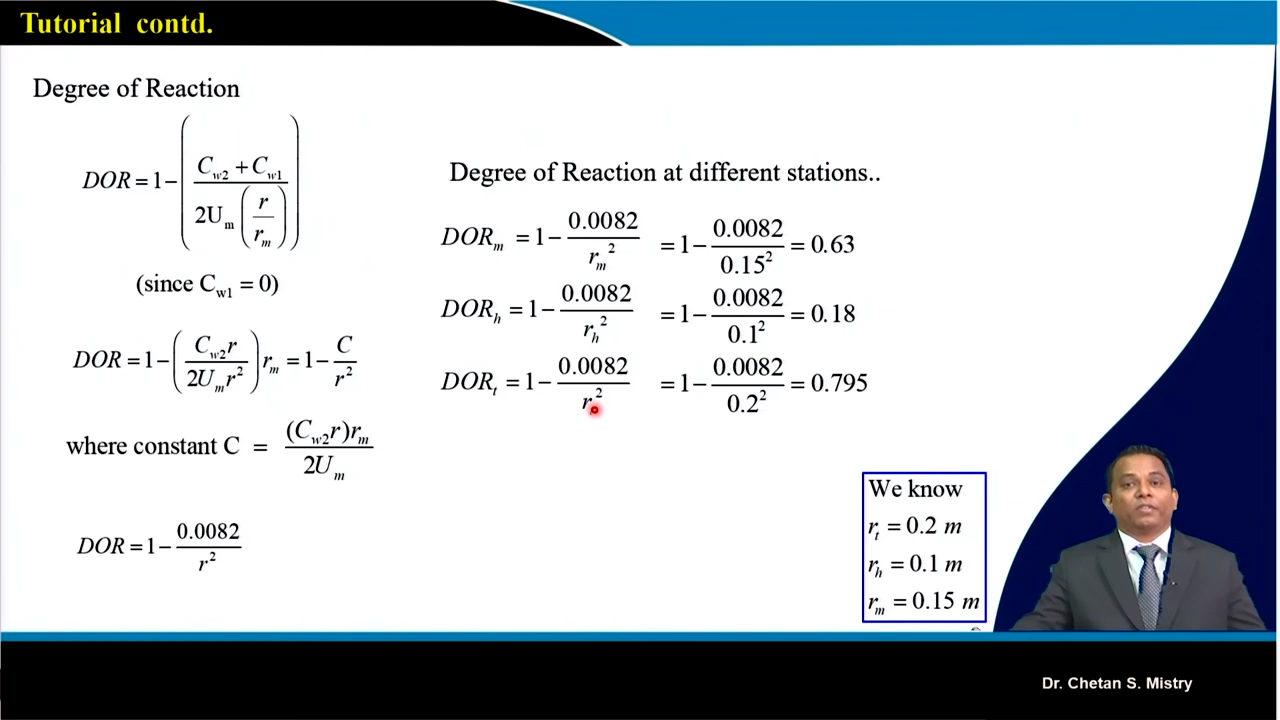 Tutorial contd.
Degree of Reaction
DOR = 1 - ( (C_w2 + C_w1) / (2U_m (r / r_m)) )
(since C_w1 = 0)
DOR = 1 - ( C_w2 r / 2U_m r² ) r_m = 1 - C / r²
where constant C = (C_w2 r) r_m / 2U_m
DOR = 1 - 0.0082 / r²
Degree of Reaction at different stations..
DOR_m = 1 - 0.0082 / r_m² = 1 - 0.0082 / 0.15² = 0.63
DOR_h = 1 - 0.0082 / r_h² = 1 - 0.0082 / 0.1² = 0.18
DOR_t = 1 - 0.0082 / r² = 1 - 0.0082 / 0.2² = 0.795
We know
r_t = 0.2 m
r_h = 0.1 m
r_m = 0.15 m
Dr. Chetan S. Mistry